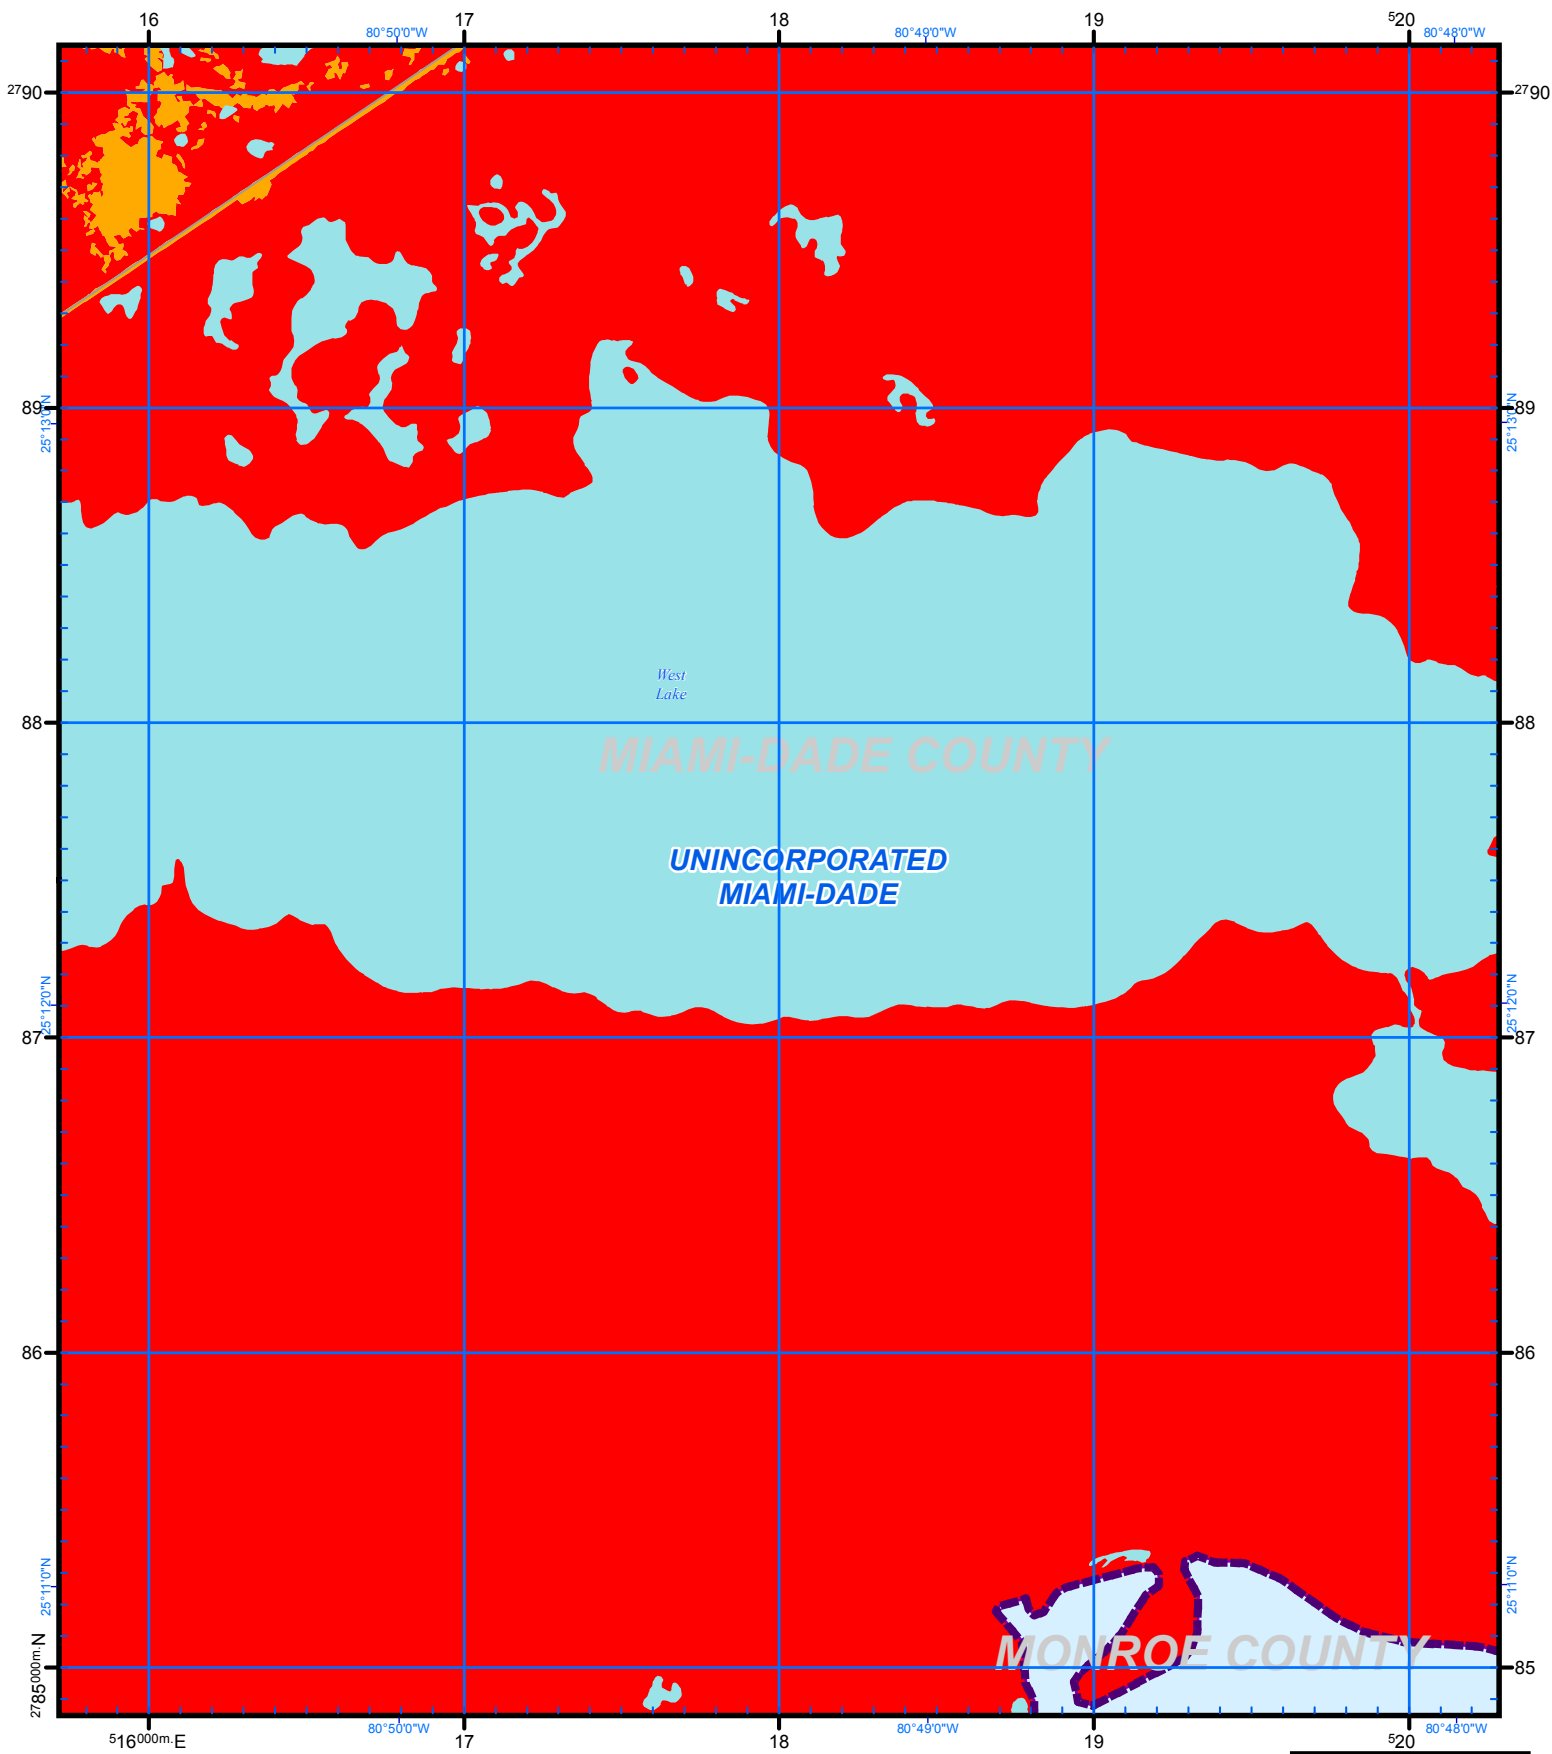 16 17 18 19 520
80°50'0"W 80°49'0"W 80°48'0"W
2790 2790
89 89
25°13'0"N 25°13'0"N
West
Lake
88 88
MIAMI-DADE COUNTY
UNINCORPORATED
MIAMI-DADE
25°12'0"N 25°12'0"N
87 87
86 86
25°11'0"N 25°11'0"N
MONROE COUNTY
2785000m.N 85
80°50'0"W 80°49'0"W 80°48'0"W
516000m.E 17 18 19 520